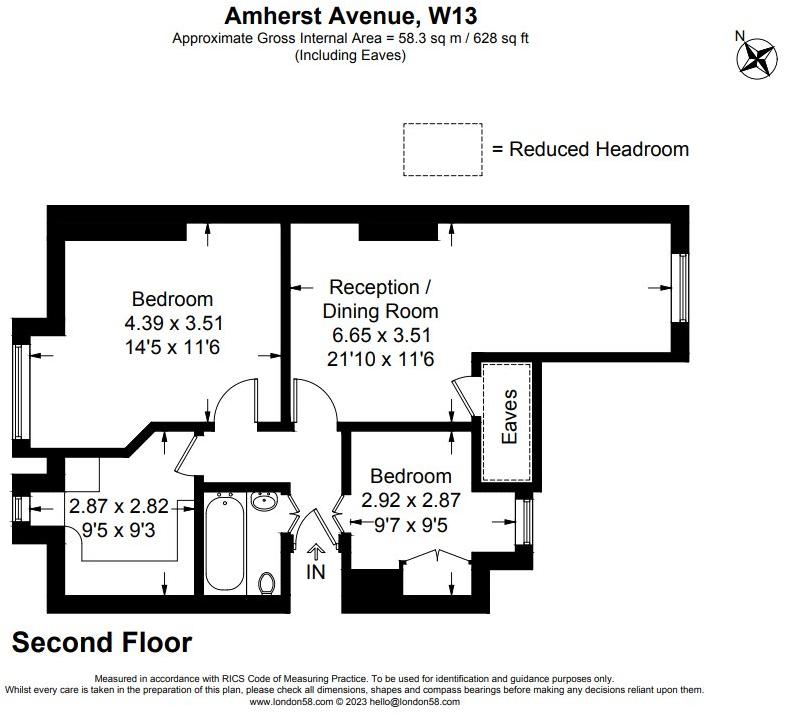 Amherst Avenue, W13
Approximate Gross Internal Area = 58.3 sq m / 628 sq ft
(Including Eaves)
N
= Reduced Headroom
Bedroom
4.39 x 3.51
14'5 x 11'6
Reception /
Dining Room
6.65 x 3.51
21'10 x 11'6
Eaves
Bedroom
2.92 x 2.87
9'7 x 9'5
2.87 x 2.82
9'5 x 9'3
IN
Second Floor
Measured in accordance with RICS Code of Measuring Practice. To be used for identification and guidance purposes only.
Whilst every care is taken in the preparation of this plan, please check all dimensions, shapes and compass bearings before making any decisions reliant upon them.
www.london58.com © 2023 hello@london58.com